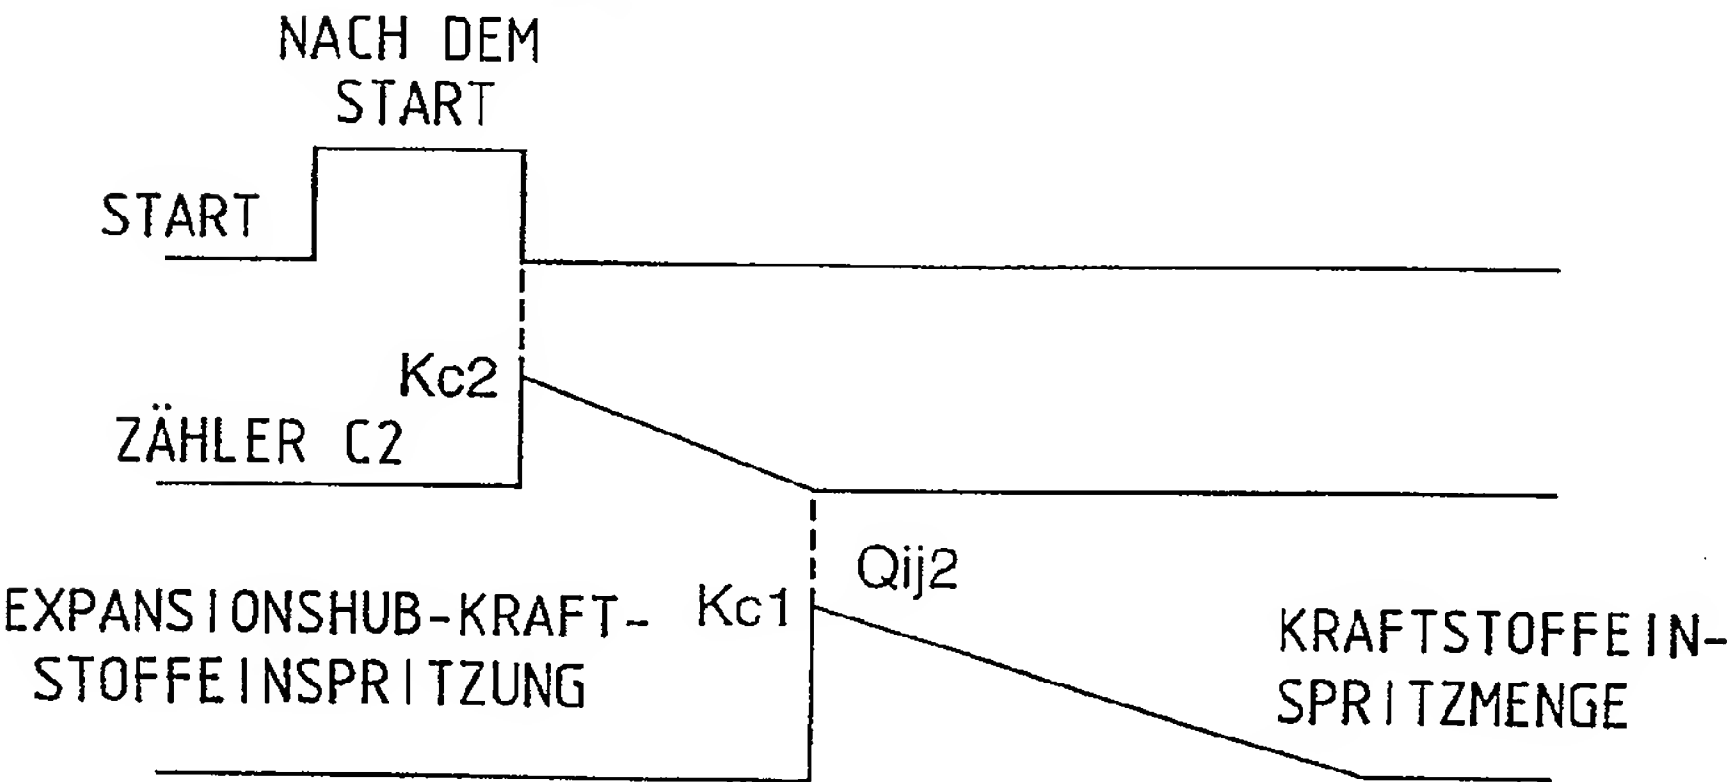 NACH DEM
START
START
Kc2
ZÄHLER C2
Qij2
EXPANSIONSHUB-KRAFT-
STOFFEINSPRITZUNG
Kc1
KRAFTSTOFFEIN-
SPRITZMENGE